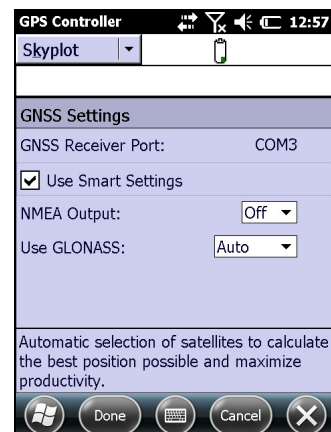 GPS Controller 12:57
Skyplot
GNSS Settings
GNSS Receiver Port: COM3
Use Smart Settings
NMEA Output: Off
Use GLONASS: Auto
Automatic selection of satellites to calculate
the best position possible and maximize
productivity.
Done Cancel